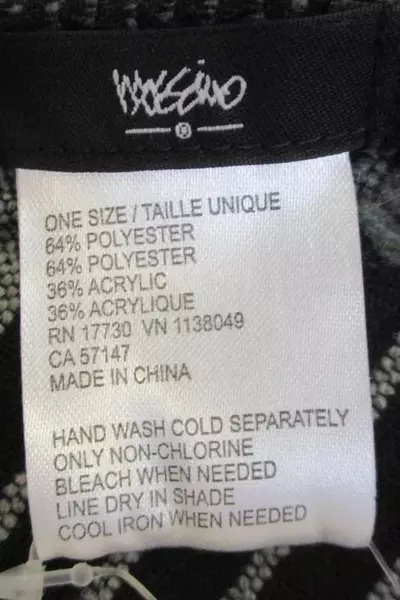 mossimo
ONE SIZE / TAILLE UNIQUE
64% POLYESTER
64% POLYESTER
36% ACRYLIC
36% ACRYLIQUE
RN 17730 VN 1138049
CA 57147
MADE IN CHINA
HAND WASH COLD SEPARATELY
ONLY NON-CHLORINE
BLEACH WHEN NEEDED
LINE DRY IN SHADE
COOL IRON WHEN NEEDED